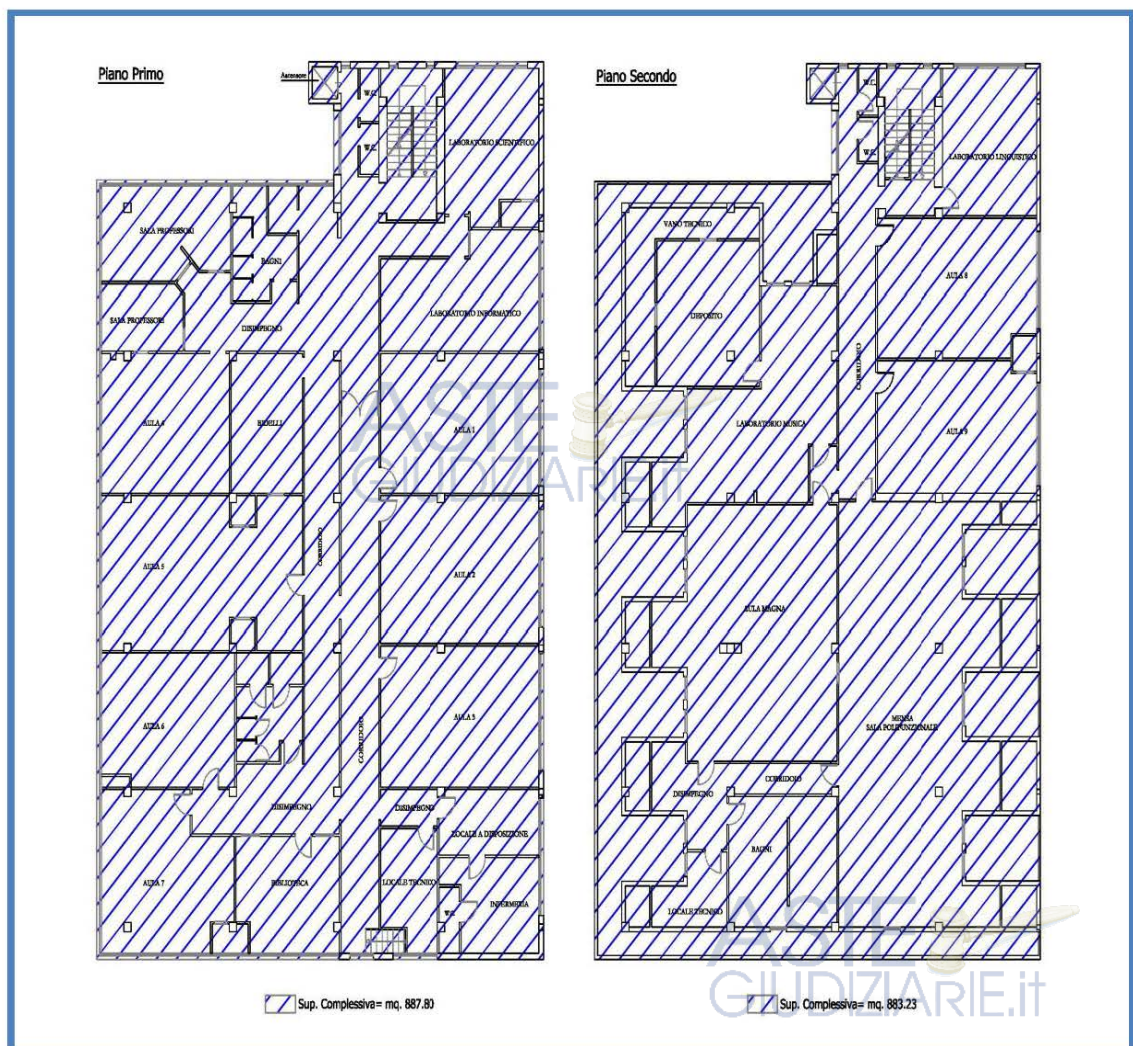 Piano Primo
Ascensore
W.C.
W.C.
LABORATORIO SCIENTIFICO
SALA PROFESSORI
BAGNI
SALA PROFESSORI
DISIMPEGNO
LABORATOIO INFORMATICO
AULA 4
BIDELLI
AULA 1
AULA 5
CORRIDOIO
AULA 2
AULA 6
CORRIDOIO
AULA 3
DISIMPEGNO
DISIMPEGNO
LOCALE A DISPOSIZIONE
AULA 7
BIBLIOTECA
LOCALE TECNICO
W.C.
INFERMERIA
Sup. Complessiva= mq. 887.80
Piano Secondo
W.C.
W.C.
LABORATORIO LINGUISTICO
VANO TECNICO
AULA 8
DEPOSITO
CORRIDOIO
LABORATORIO MUSICA
AULA 9
AULA MAGNA
MENSA
SALA POLIFUNZIONALE
CORRIDOIO
DISIMPEGNO
BAGNI
LOCALE TECNICO
Sup. Complessiva= mq. 883.23
ASTE
GIUDIZIARIE.it
ASTE
GIUDIZIARIE.it